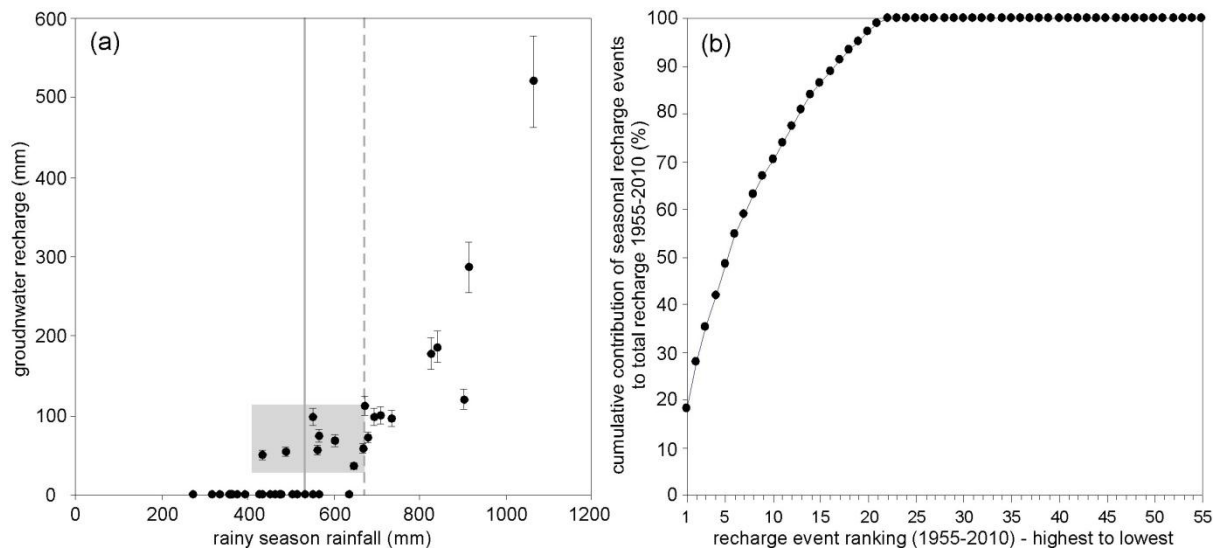 (a)
groudnwater recharge (mm)
600
500
400
300
200
100
0
0 200 400 600 800 1000 1200
rainy season rainfall (mm)
(b)
cumulative contribution of seasonal recharge events
to total recharge 1955-2010 (%)
100
90
80
70
60
50
40
30
20
10
0
1 5 10 15 20 25 30 35 40 45 50 55
recharge event ranking (1955-2010) - highest to lowest